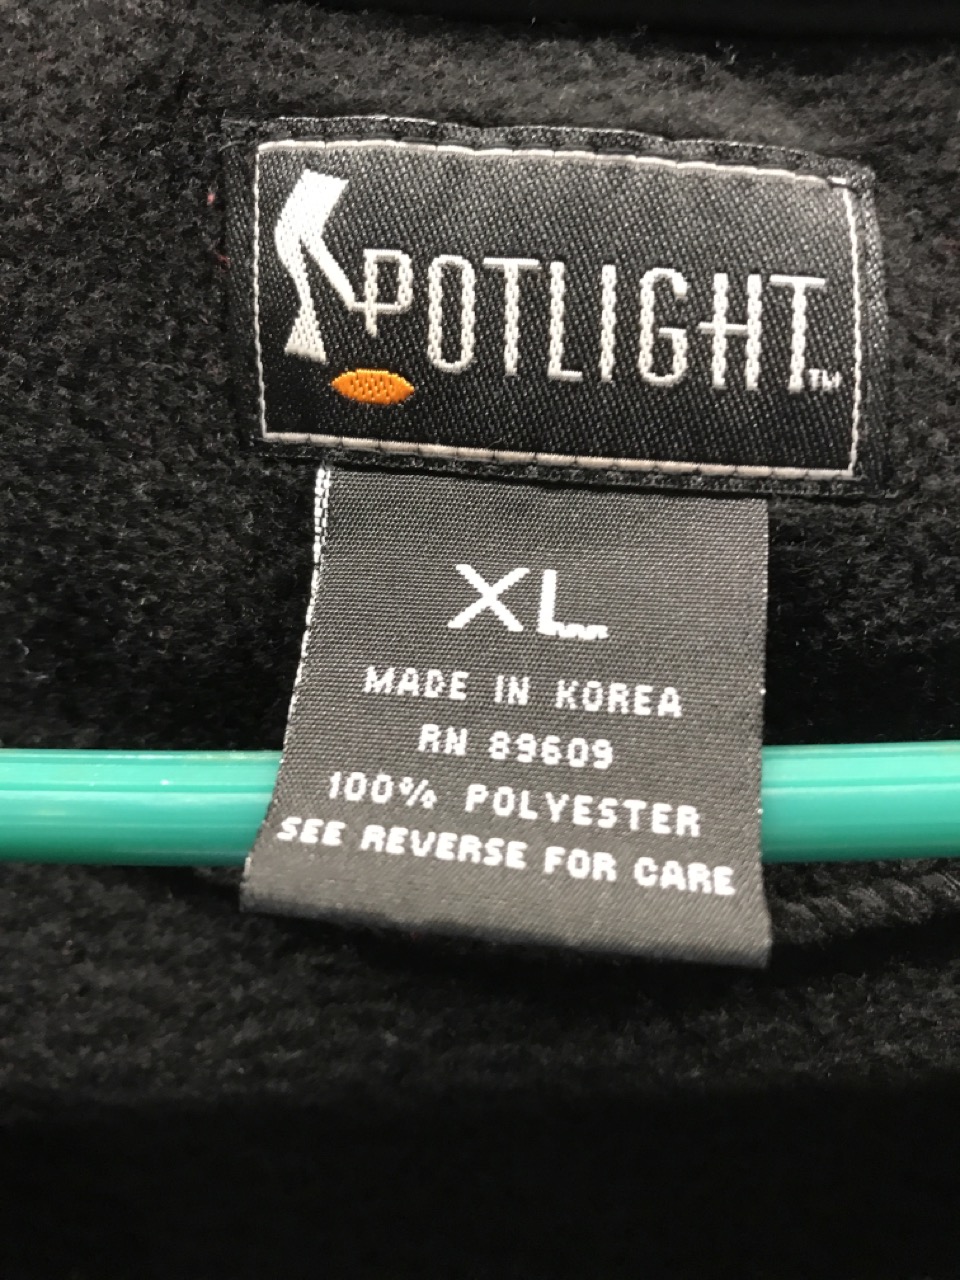 SPOTLIGHT™
XL
MADE IN KOREA
RN 89609
100% POLYESTER
SEE REVERSE FOR CARE